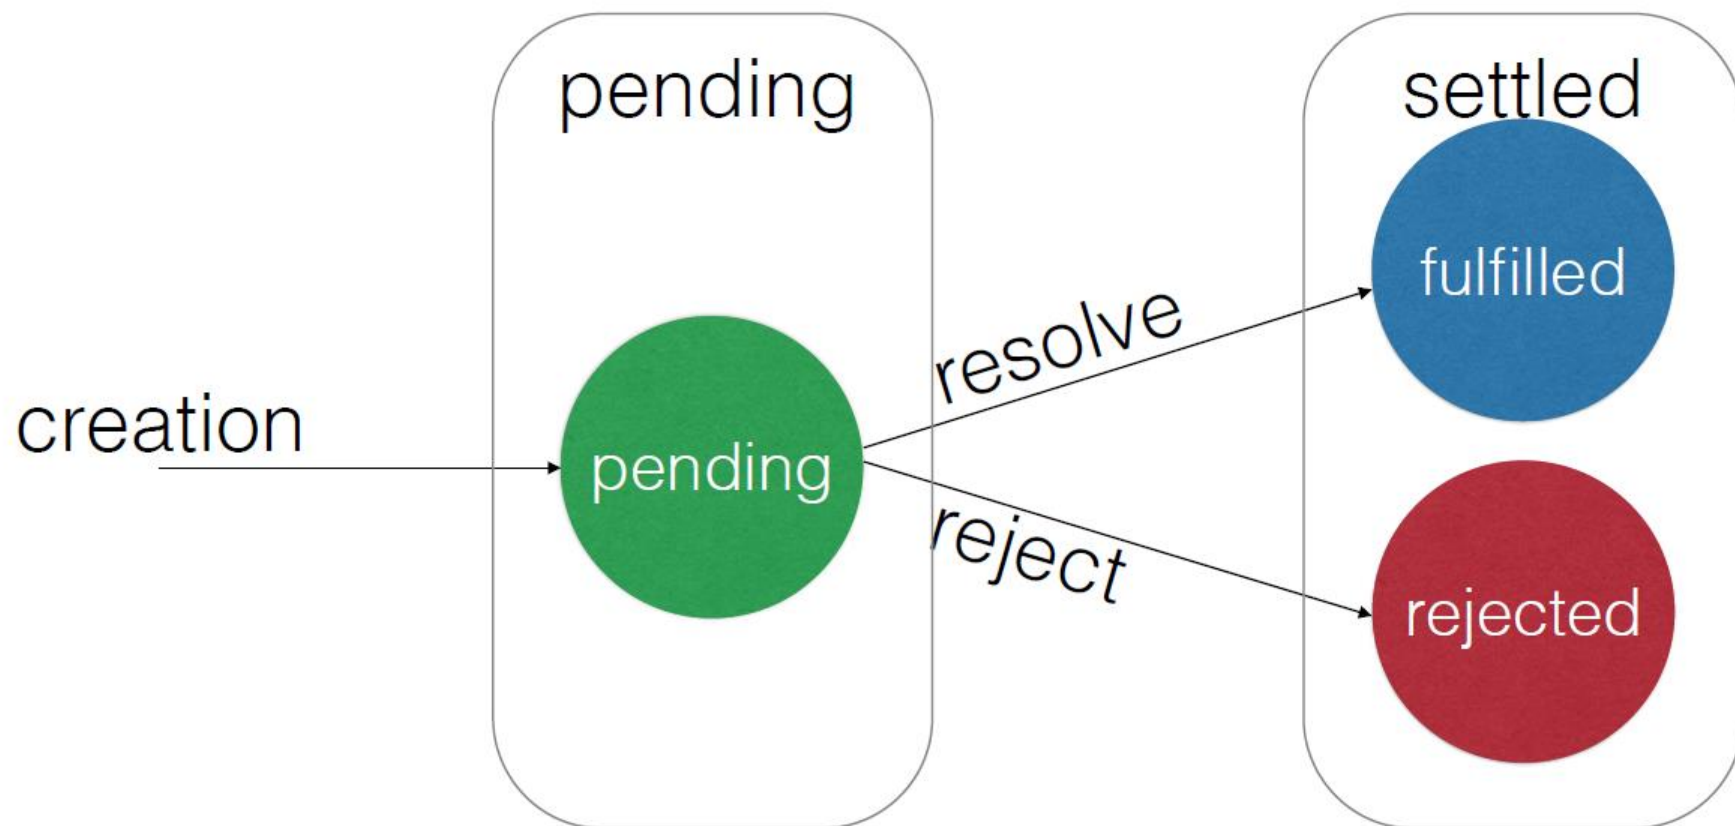 pending
settled
fulfilled
resolve
creation
pending
reject
rejected